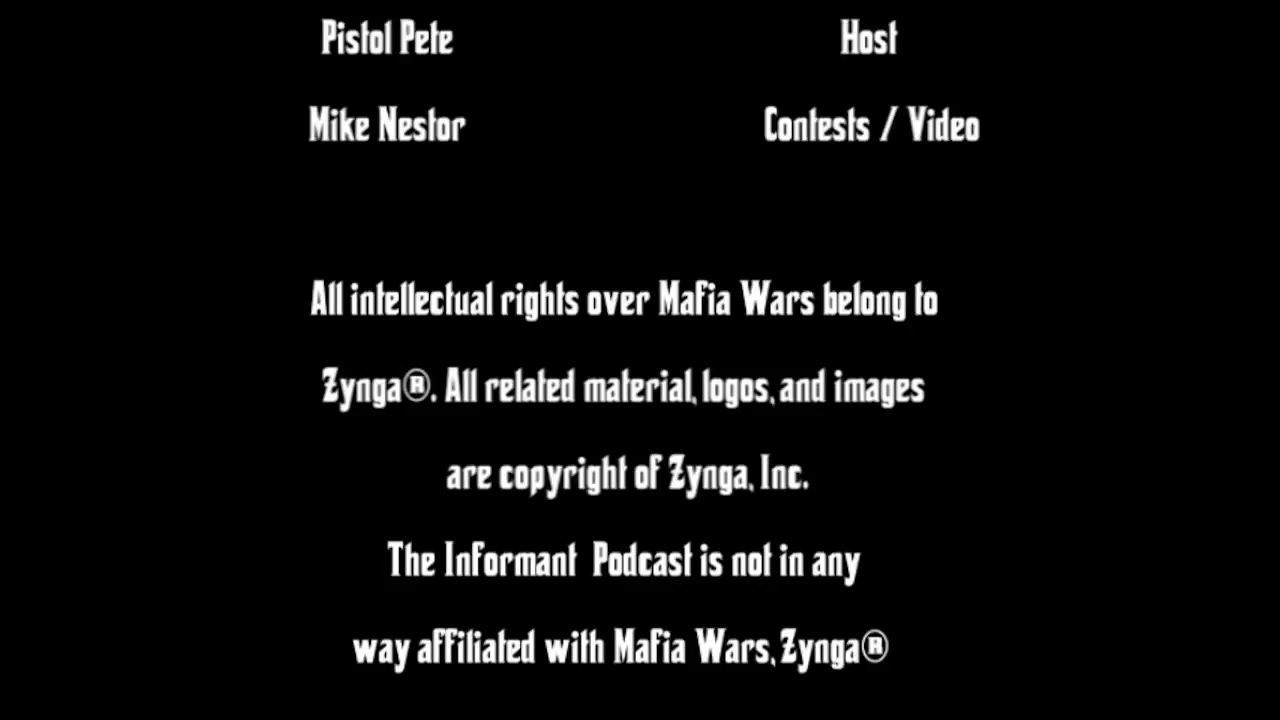 Pistol Pete Host
Mike Nestor Contests / Video
All intellectual rights over Mafia Wars belong to
Zynga®. All related material, logos, and images
are copyright of Zynga, Inc.
The Informant Podcast is not in any
way affiliated with Mafia Wars, Zynga®